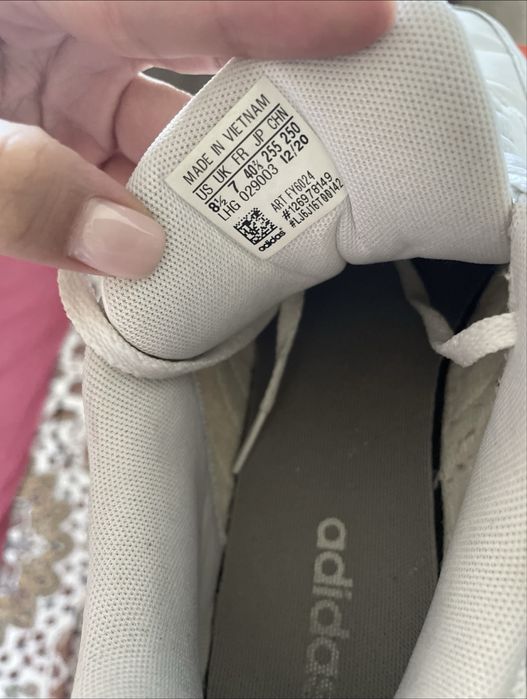 MADE IN VIETNAM
US UK FR JP CHN
8½ 7 40⅔ 255 250
LHG 029003 12/20
ART FY6024
#126978149
#LJ6J16T00142
adidas
adidas